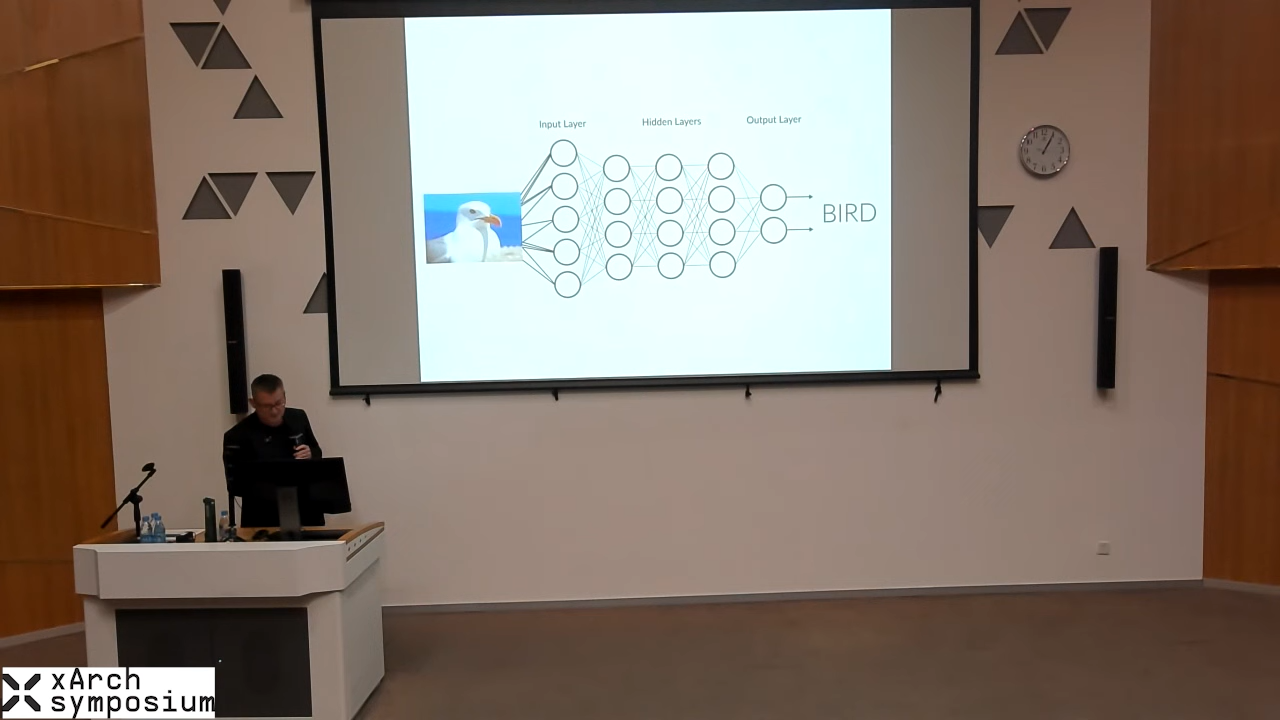 Input Layer
Hidden Layers
Output Layer
BIRD
xArch
symposium